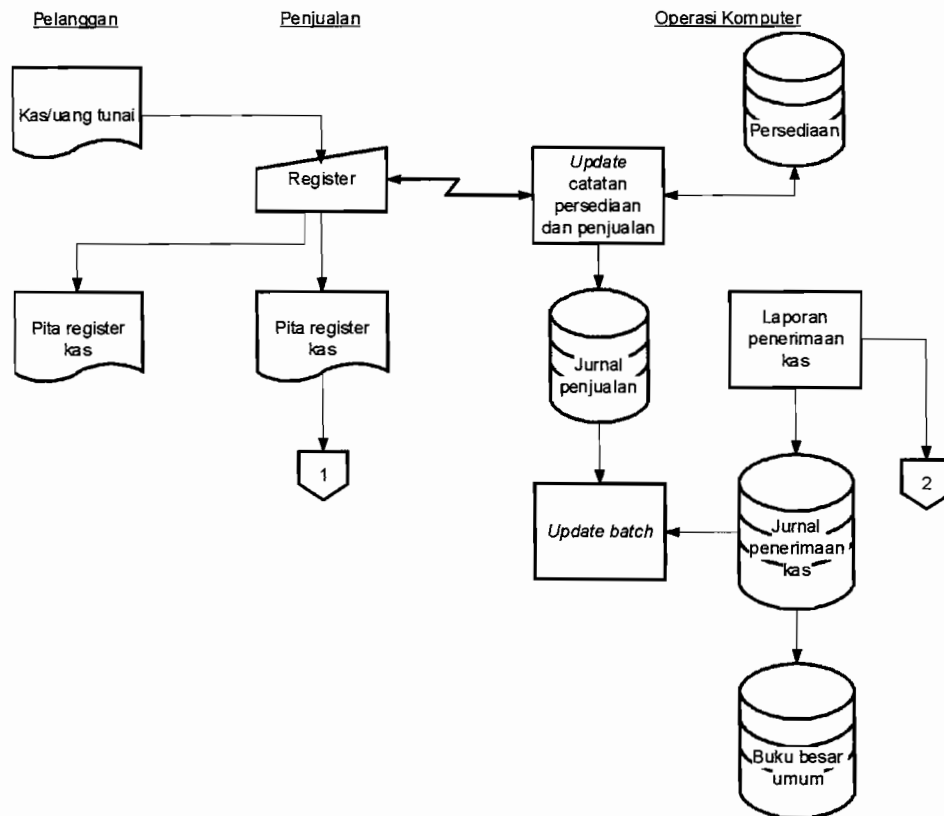 Pelanggan
Penjualan
Operasi Komputer
Kas/uang tunai
Persediaan
Register
Update
catatan
persediaan
dan penjualan
Pita register
kas
Pita register
kas
Jurnal
penjualan
Laporan
penerimaan
kas
1
2
Update batch
Jurnal
penerimaan
kas
Buku besar
umum